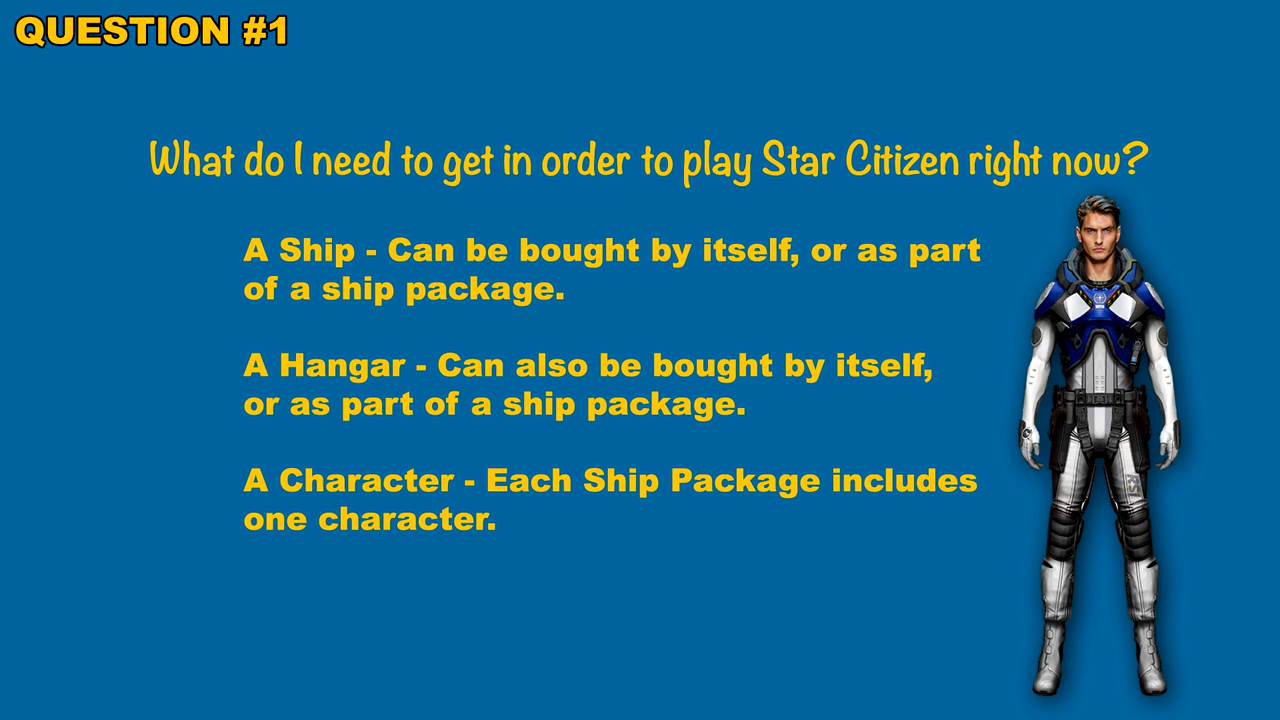 QUESTION #1
What do I need to get in order to play Star Citizen right now?
A Ship - Can be bought by itself, or as part
of a ship package.
A Hangar - Can also be bought by itself,
or as part of a ship package.
A Character - Each Ship Package includes
one character.